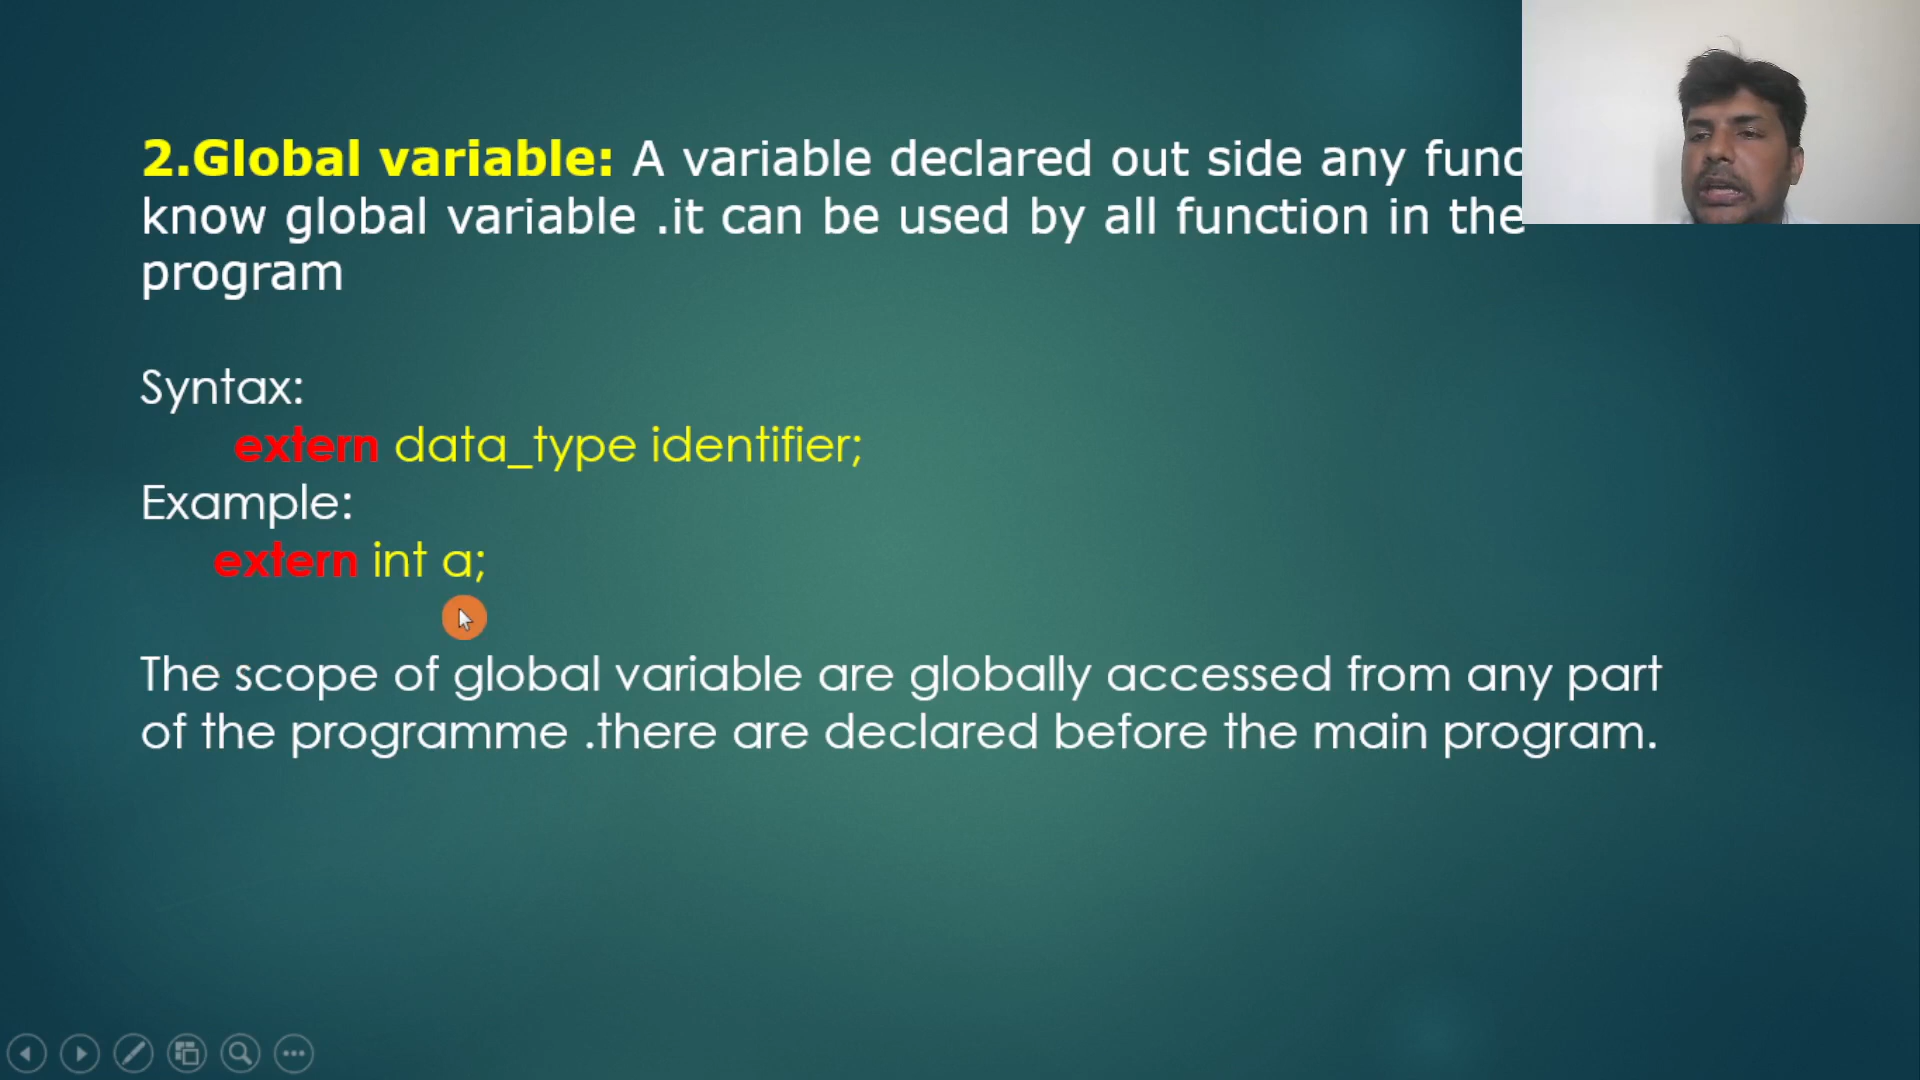 2.Global variable: A variable declared out side any func
know global variable .it can be used by all function in the
program
Syntax:
extern data_type identifier;
Example:
extern int a;
The scope of global variable are globally accessed from any part
of the programme .there are declared before the main program.